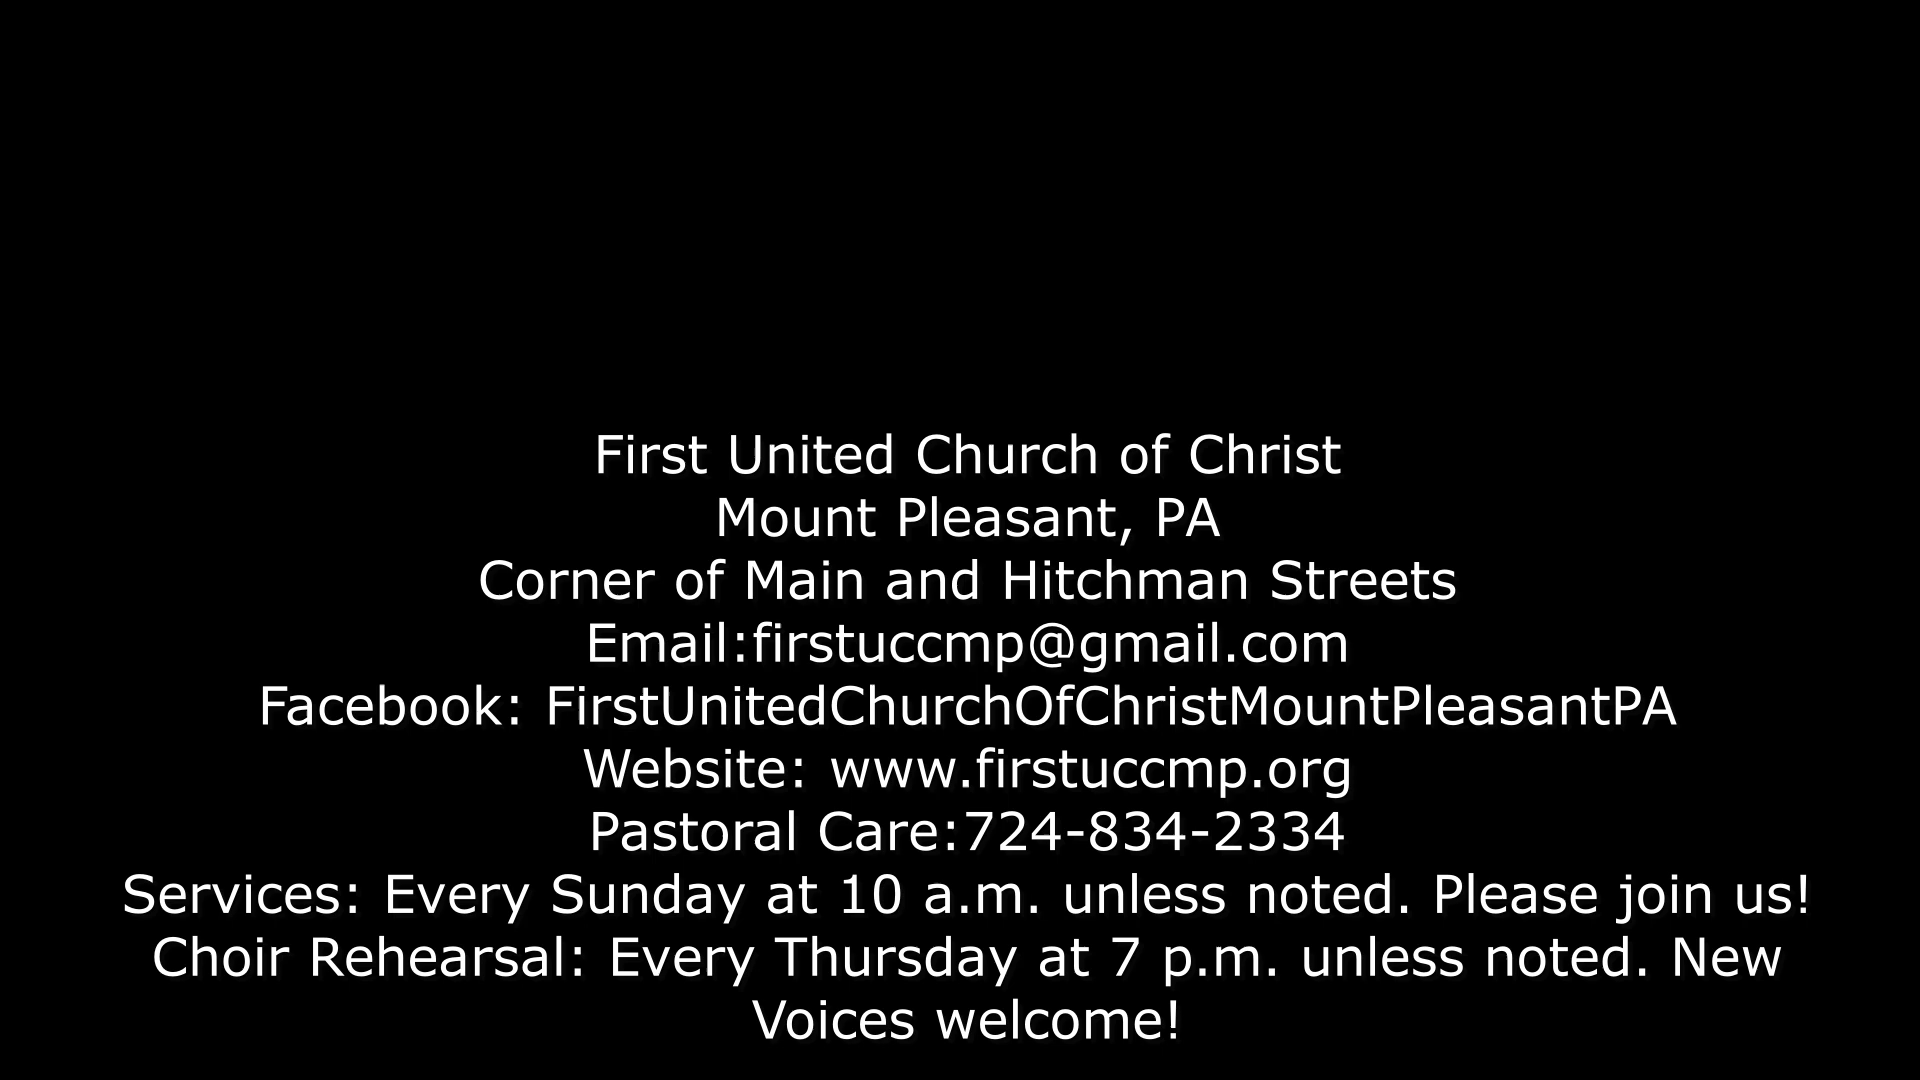 First United Church of Christ
Mount Pleasant, PA
Corner of Main and Hitchman Streets
Email:firstuccmp@gmail.com
Facebook: FirstUnitedChurchOfChristMountPleasantPA
Website: www.firstuccmp.org
Pastoral Care:724-834-2334
Services: Every Sunday at 10 a.m. unless noted. Please join us!
Choir Rehearsal: Every Thursday at 7 p.m. unless noted. New
Voices welcome!